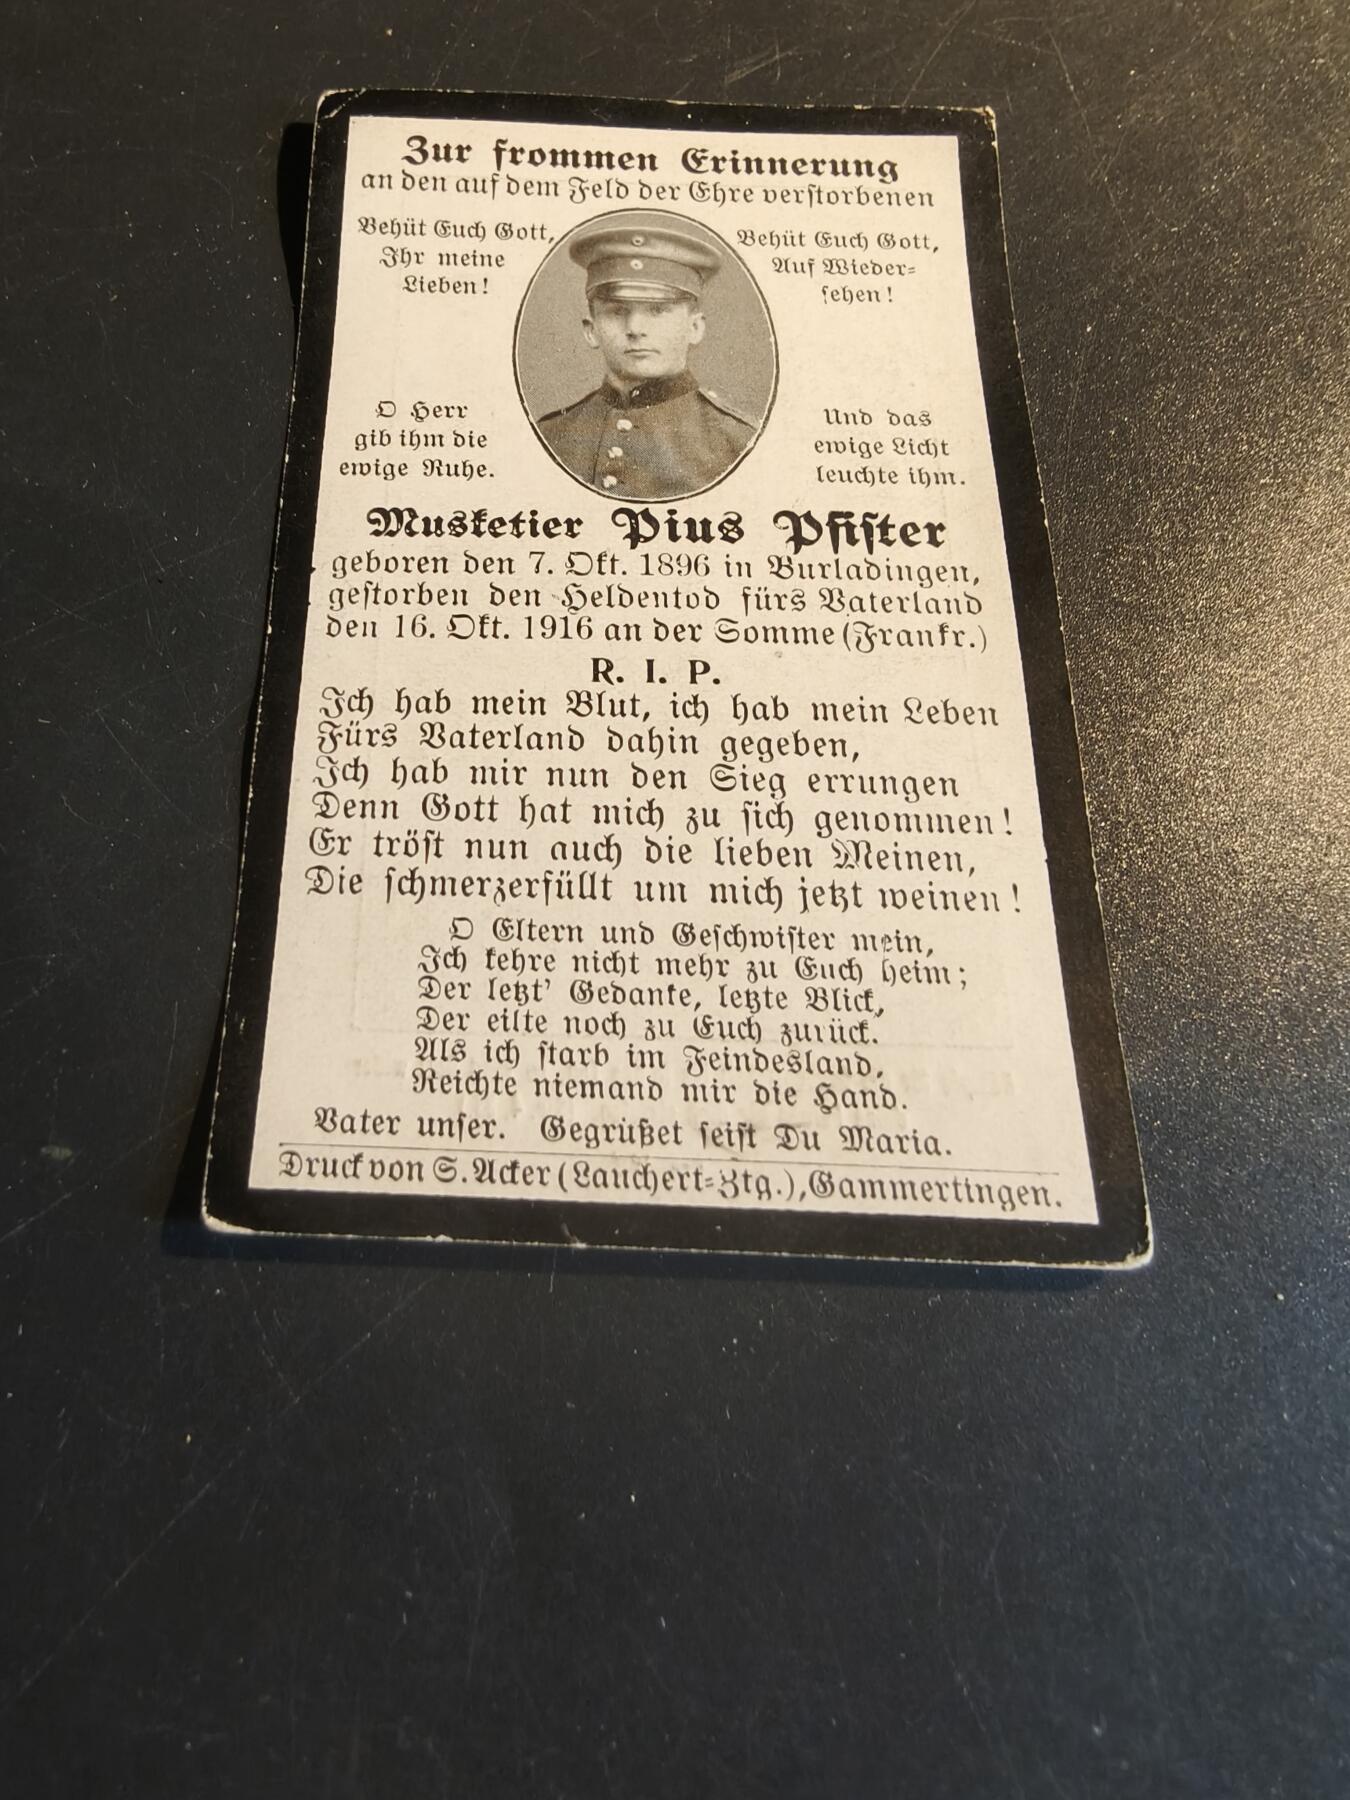 Zur frommen Erinnerung
an den auf dem Feld der Ehre verstorbenen
Behüt Euch Gott,
Ihr meine
Lieben!
Behüt Euch Gott,
Auf Wieder-
sehen!
O Herr
gib ihm die
ewige Ruhe.
Und das
ewige Licht
leuchte ihm.
Musketier Pius Pfister
geboren den 7. Okt. 1896 in Burladingen,
gestorben den Heldentod fürs Vaterland
den 16. Okt. 1916 an der Somme (Frankr.)
R. I. P.
Ich hab mein Blut, ich hab mein Leben
Fürs Vaterland dahin gegeben,
Ich hab mir nun den Sieg errungen
Denn Gott hat mich zu sich genommen!
Er tröst nun auch die lieben Meinen,
Die schmerzerfüllt um mich jetzt weinen!
O Eltern und Geschwister mein,
Ich kehre nicht mehr zu Euch heim;
Der letzt' Gedanke, letzte Blick,
Der eilte noch zu Euch zurück.
Als ich starb im Feindesland,
Reichte niemand mir die Hand.
Vater unser. Gegrüßet seist Du Maria.
Druck von S. Acker (Lauchert-Ztg.), Gammertingen.